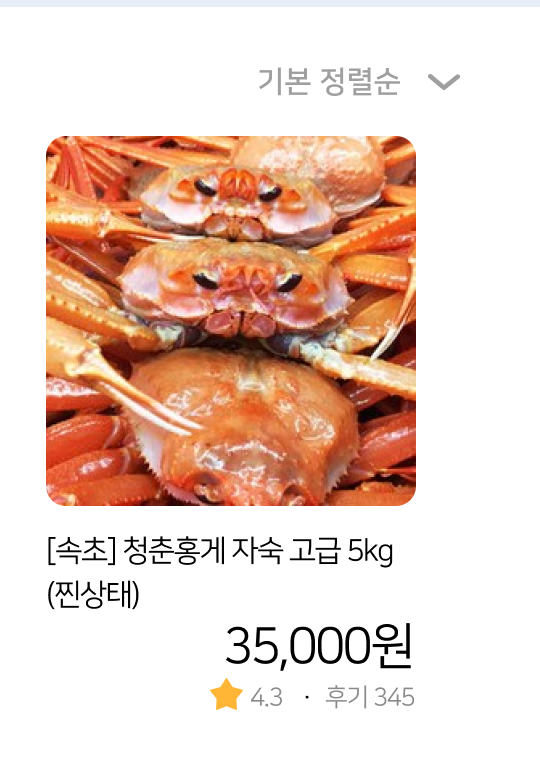 기본 정렬순
[속초] 청춘홍게 자숙 고급 5kg
(찐상태)
35,000원
4.3 · 후기 345